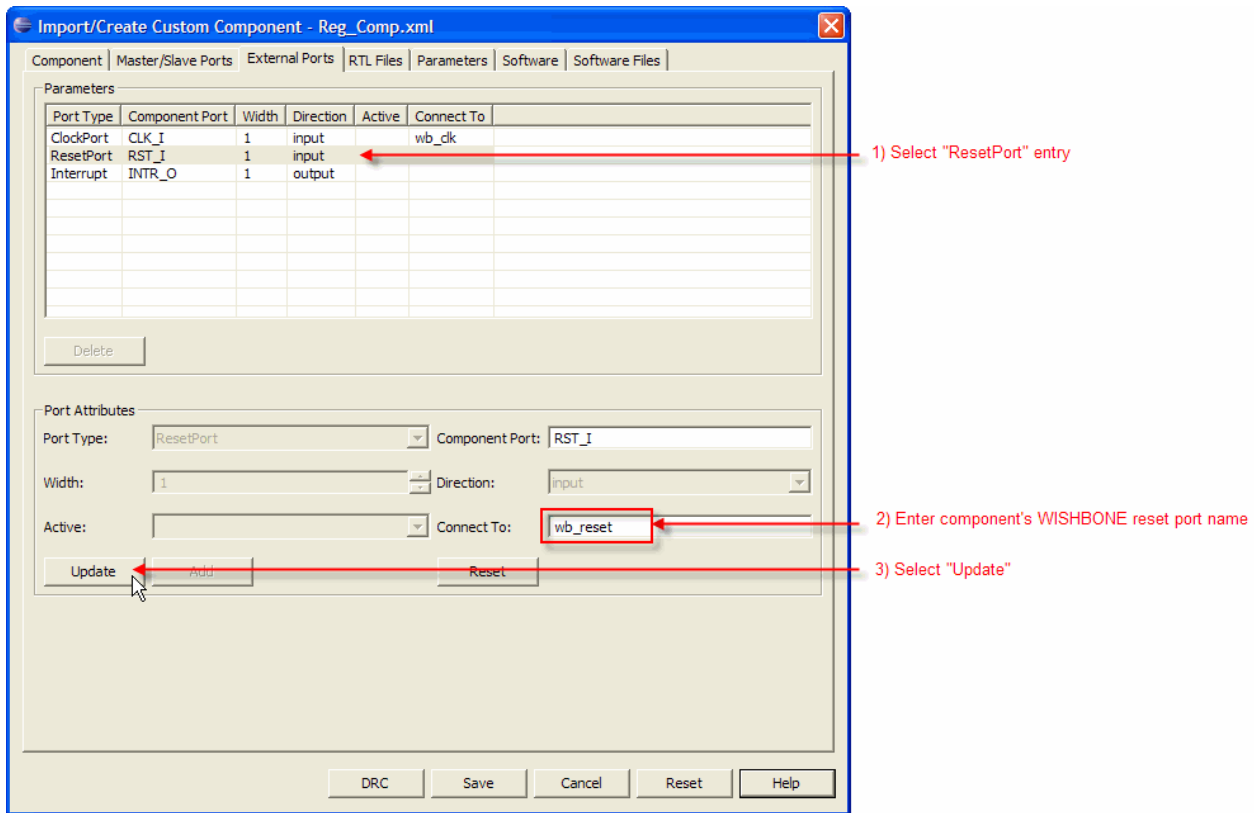 Import/Create Custom Component - Reg_Comp.xml
Component Master/Slave Ports External Ports RTL Files Parameters Software Software Files
Parameters
Port Type Component Port Width Direction Active Connect To
ClockPort CLK_I 1 input wb_clk
ResetPort RST_I 1 input
1) Select "ResetPort" entry
Interrupt INTR_O 1 output
Delete
Port Attributes
Port Type: ResetPort Component Port: RST_I
Width: 1 Direction: input
Active: Connect To: wb_reset
2) Enter component's WISHBONE reset port name
Update Add Reset
3) Select "Update"
DRC Save Cancel Reset Help